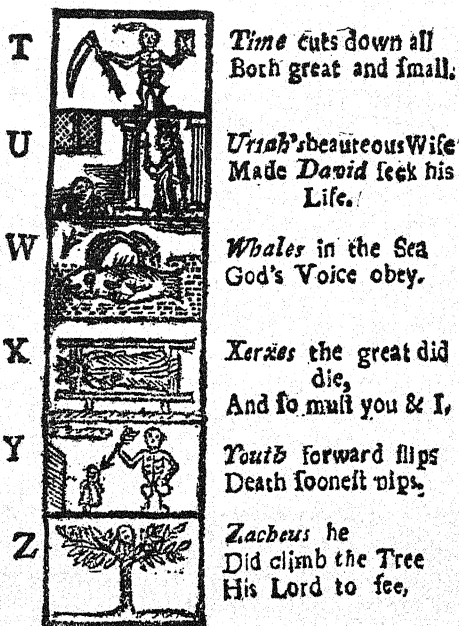 T
Time cuts down all
Both great and ſmall.
U
Uriah's beauteous Wife
Made David ſeek his
Life.
W
Whales in the Sea
God's Voice obey.
X
Xerxes the great did
die,
And ſo muſt you & I,
Y
Youth forward ſlips
Death ſooneſt nips.
Z
Zacheus he
Did climb the Tree
His Lord to ſee,